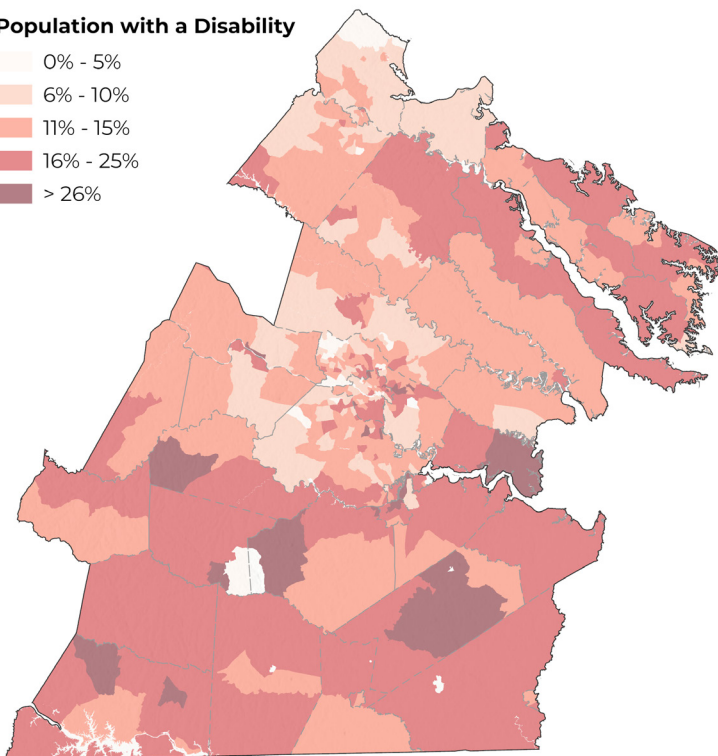 Population with a Disability
0% - 5%
6% - 10%
11% - 15%
16% - 25%
> 26%